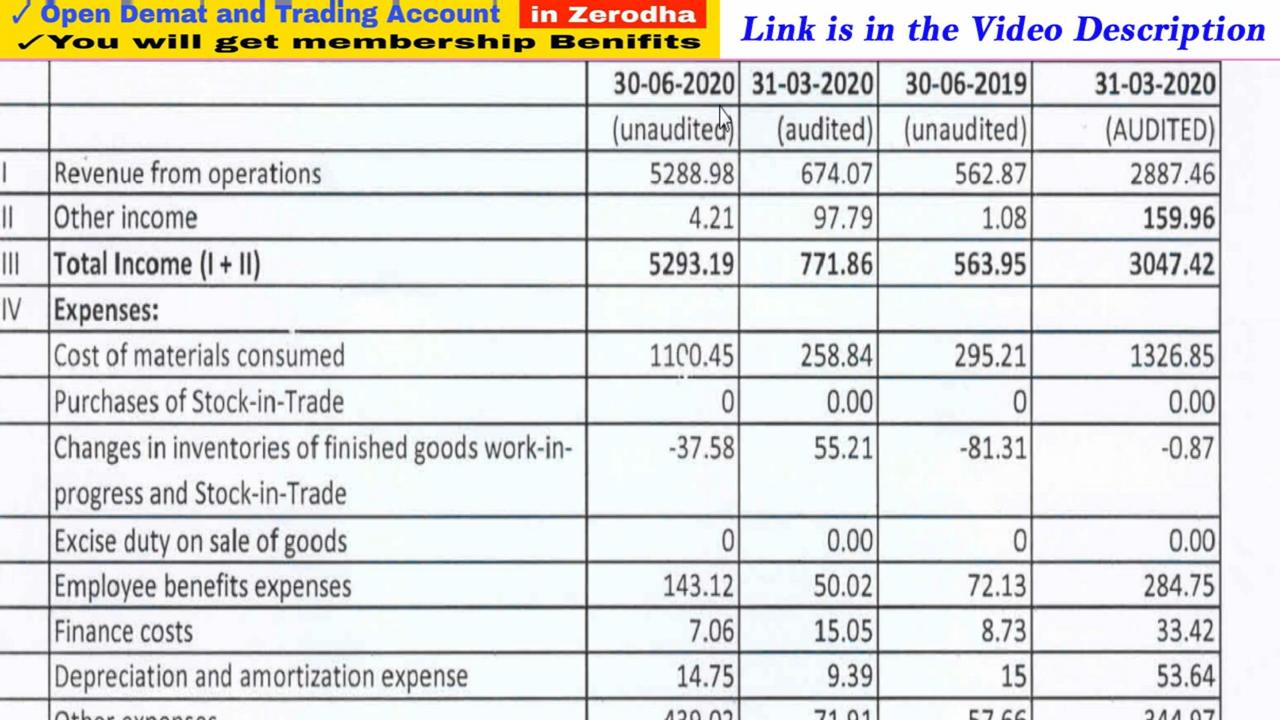 ✓ Open Demat and Trading Account in Zerodha
✓You will get membership Benifits
Link is in the Video Description
30-06-2020 31-03-2020 30-06-2019 31-03-2020
(unaudited) (audited) (unaudited) (AUDITED)
I Revenue from operations 5288.98 674.07 562.87 2887.46
II Other income 4.21 97.79 1.08 159.96
III Total Income (I + II) 5293.19 771.86 563.95 3047.42
IV Expenses:
Cost of materials consumed 1100.45 258.84 295.21 1326.85
Purchases of Stock-in-Trade 0 0.00 0 0.00
Changes in inventories of finished goods work-in- -37.58 55.21 -81.31 -0.87
progress and Stock-in-Trade
Excise duty on sale of goods 0 0.00 0 0.00
Employee benefits expenses 143.12 50.02 72.13 284.75
Finance costs 7.06 15.05 8.73 33.42
Depreciation and amortization expense 14.75 9.39 15 53.64
Other expenses